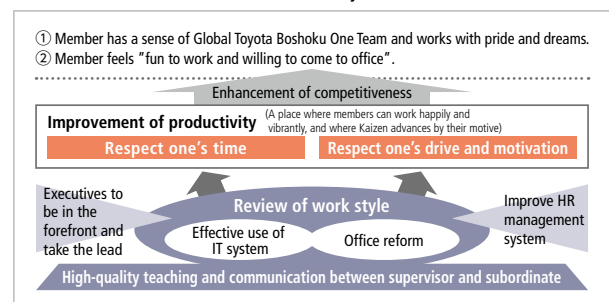 ① Member has a sense of Global Toyota Boshoku One Team and works with pride and dreams.
② Member feels "fun to work and willing to come to office".
Enhancement of competitiveness
Improvement of productivity (A place where members can work happily and
vibrantly, and where Kaizen advances by their motive)
Respect one's time
Respect one's drive and motivation
Executives to
be in the
forefront and
take the lead
Review of work style
Effective use of
IT system
Office reform
Improve HR
management
system
High-quality teaching and communication between supervisor and subordinate